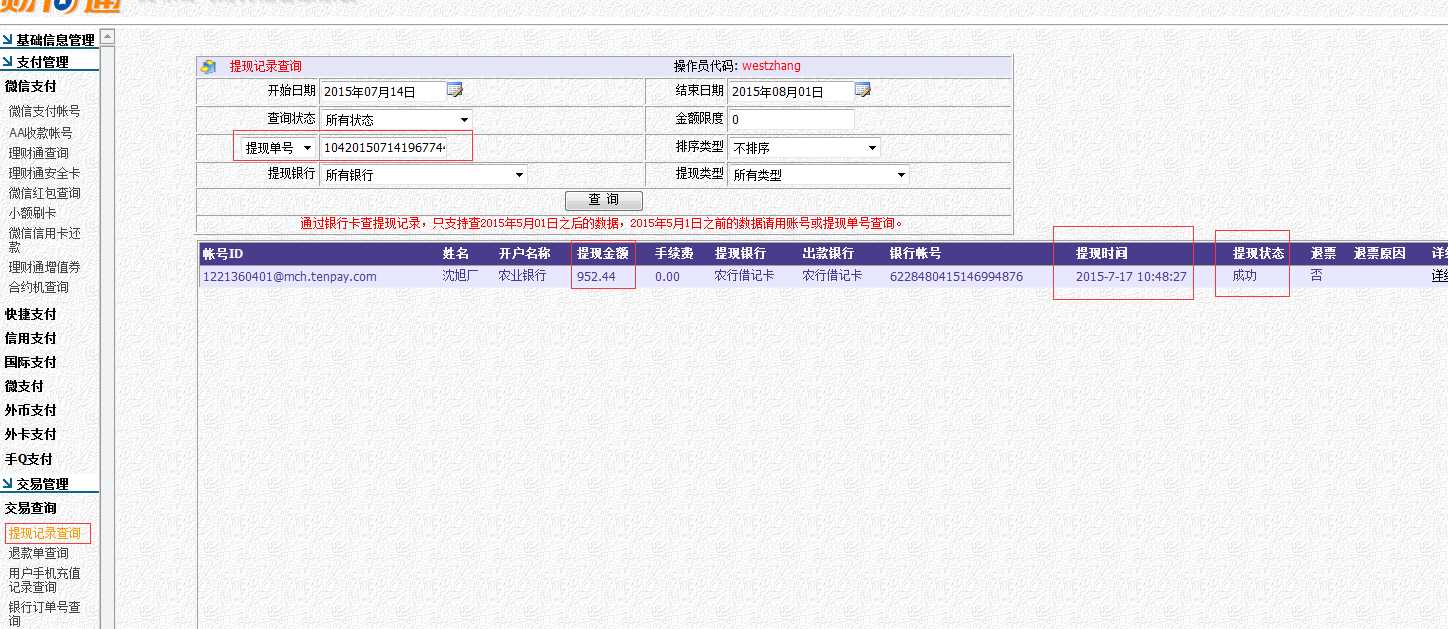 财付通
基础信息管理
支付管理
微信支付
微信支付帐号
AA收款帐号
理财通查询
理财通安全卡
微信红包查询
小额刷卡
微信信用卡还
款
理财通增值券
合约机查询
快捷支付
信用支付
国际支付
微支付
外币支付
外卡支付
手Q支付
交易管理
交易查询
提现记录查询
退款单查询
用户手机充值
记录查询
银行订单号查
询
提现记录查询 操作员代码: westzhang
开始日期 2015年07月14日 结束日期 2015年08月01日
查询状态 所有状态 金额限度 0
提现单号 1042015071419677 排序类型 不排序
提现银行 所有银行 提现类型 所有类型
查 询
通过银行卡查提现记录，只支持查2015年5月01日之后的数据，2015年5月1日之前的数据请用账号或提现单号查询。
帐号ID 姓名 开户名称 提现金额 手续费 提现银行 出款银行 银行帐号 提现时间 提现状态 退票 退票原因 详
1221360401@mch.tenpay.com 沈旭厂 农业银行 952.44 0.00 农行借记卡 农行借记卡 6228480415146994876 2015-7-17 10:48:27 成功 否 详